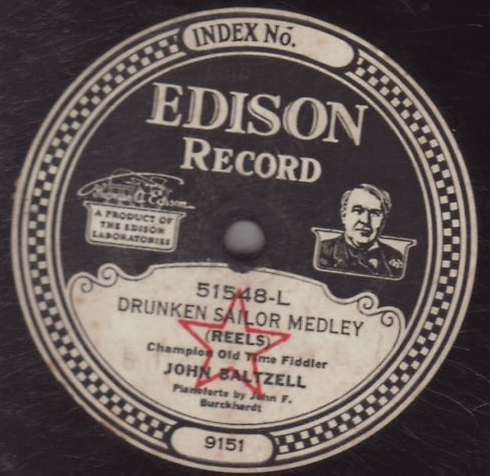 INDEX No.
EDISON
RECORD
Thomas A. Edison
A PRODUCT OF
THE EDISON
LABORATORIES
51548-L
DRUNKEN SAILOR MEDLEY
(REELS)
Champion Old Time Fiddler
JOHN BALTZELL
Pianoforte by John F.
Burckhardt
9151